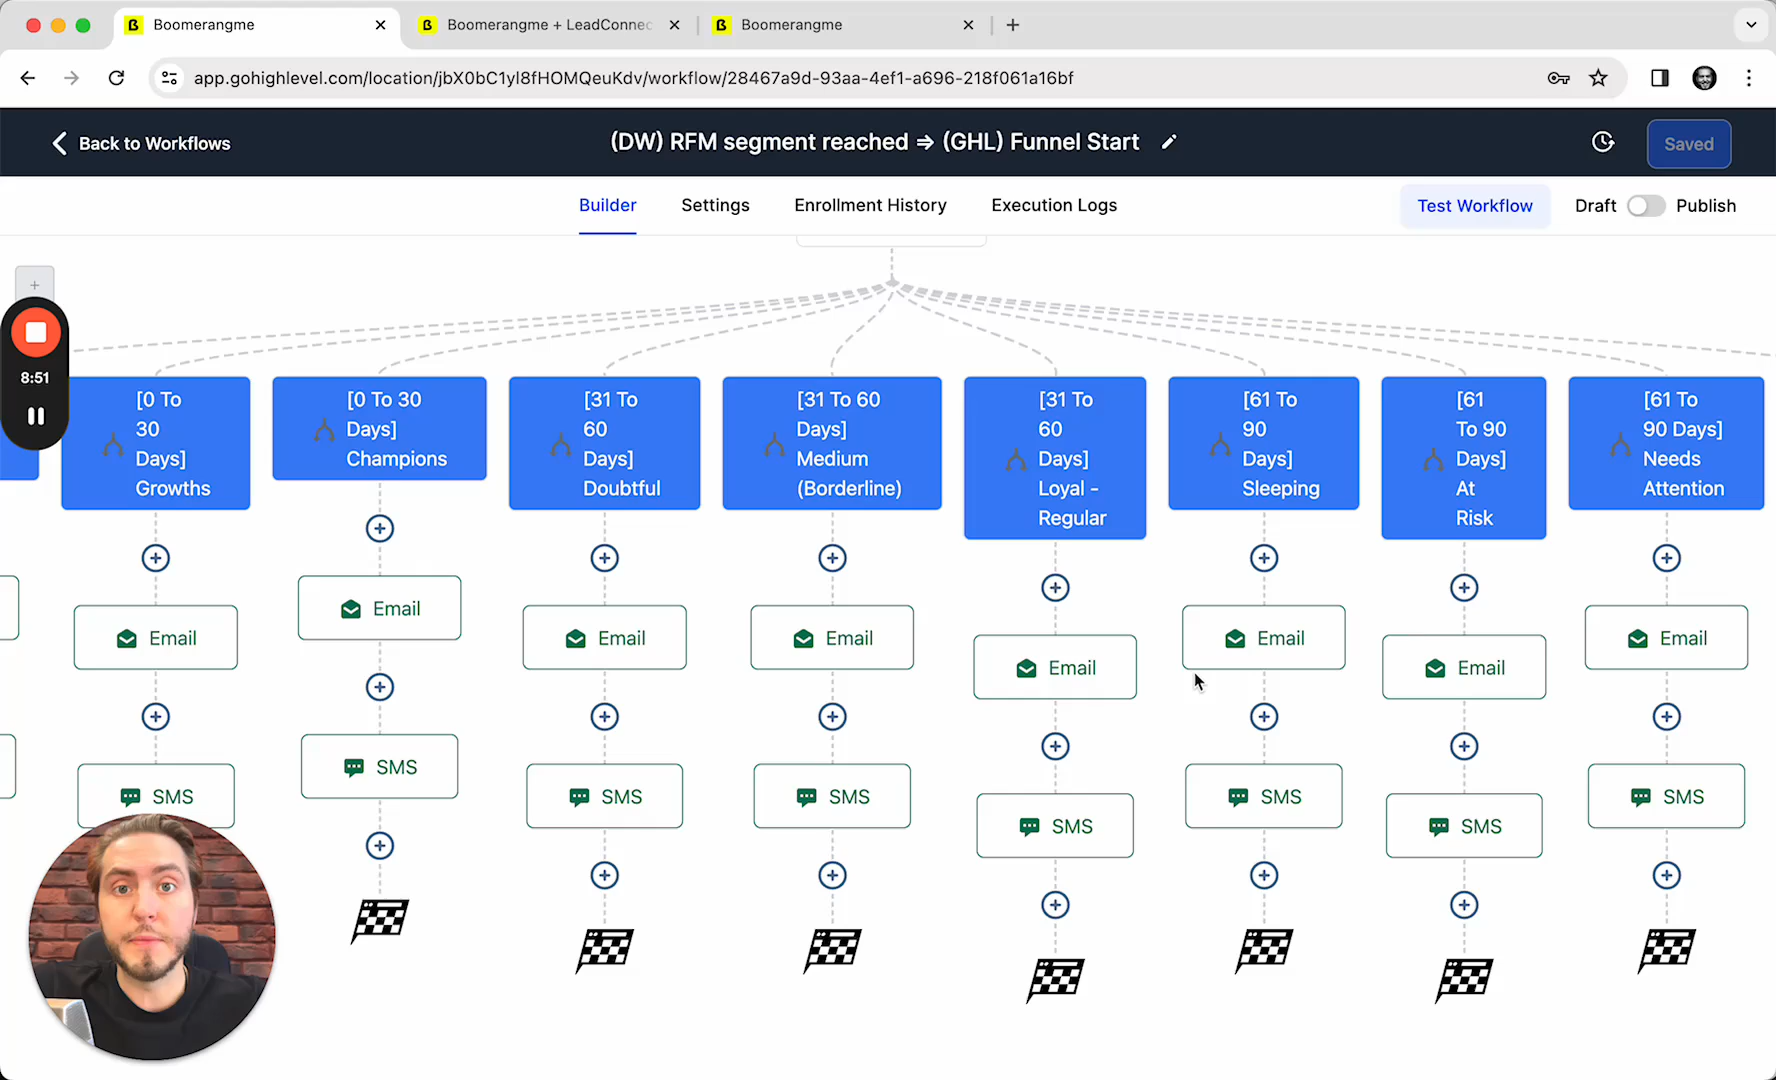 Boomerangme
Boomerangme + LeadConnec
Boomerangme
app.gohighlevel.com/location/jbX0bC1yl8fHOMQeuKdv/workflow/28467a9d-93aa-4ef1-a696-218f061a16bf
Back to Workflows
(DW) RFM segment reached ⇒ (GHL) Funnel Start
Saved
Builder
Settings
Enrollment History
Execution Logs
Test Workflow
Draft
Publish
8:51
[0 To
30
Days]
Growths
[0 To 30
Days]
Champions
[31 To
60
Days]
Doubtful
[31 To 60
Days]
Medium
(Borderline)
[31 To
60
Days]
Loyal -
Regular
[61 To
90
Days]
Sleeping
[61
To 90
Days]
At
Risk
[61 To
90 Days]
Needs
Attention
Email
Email
Email
Email
Email
Email
Email
Email
SMS
SMS
SMS
SMS
SMS
SMS
SMS
SMS